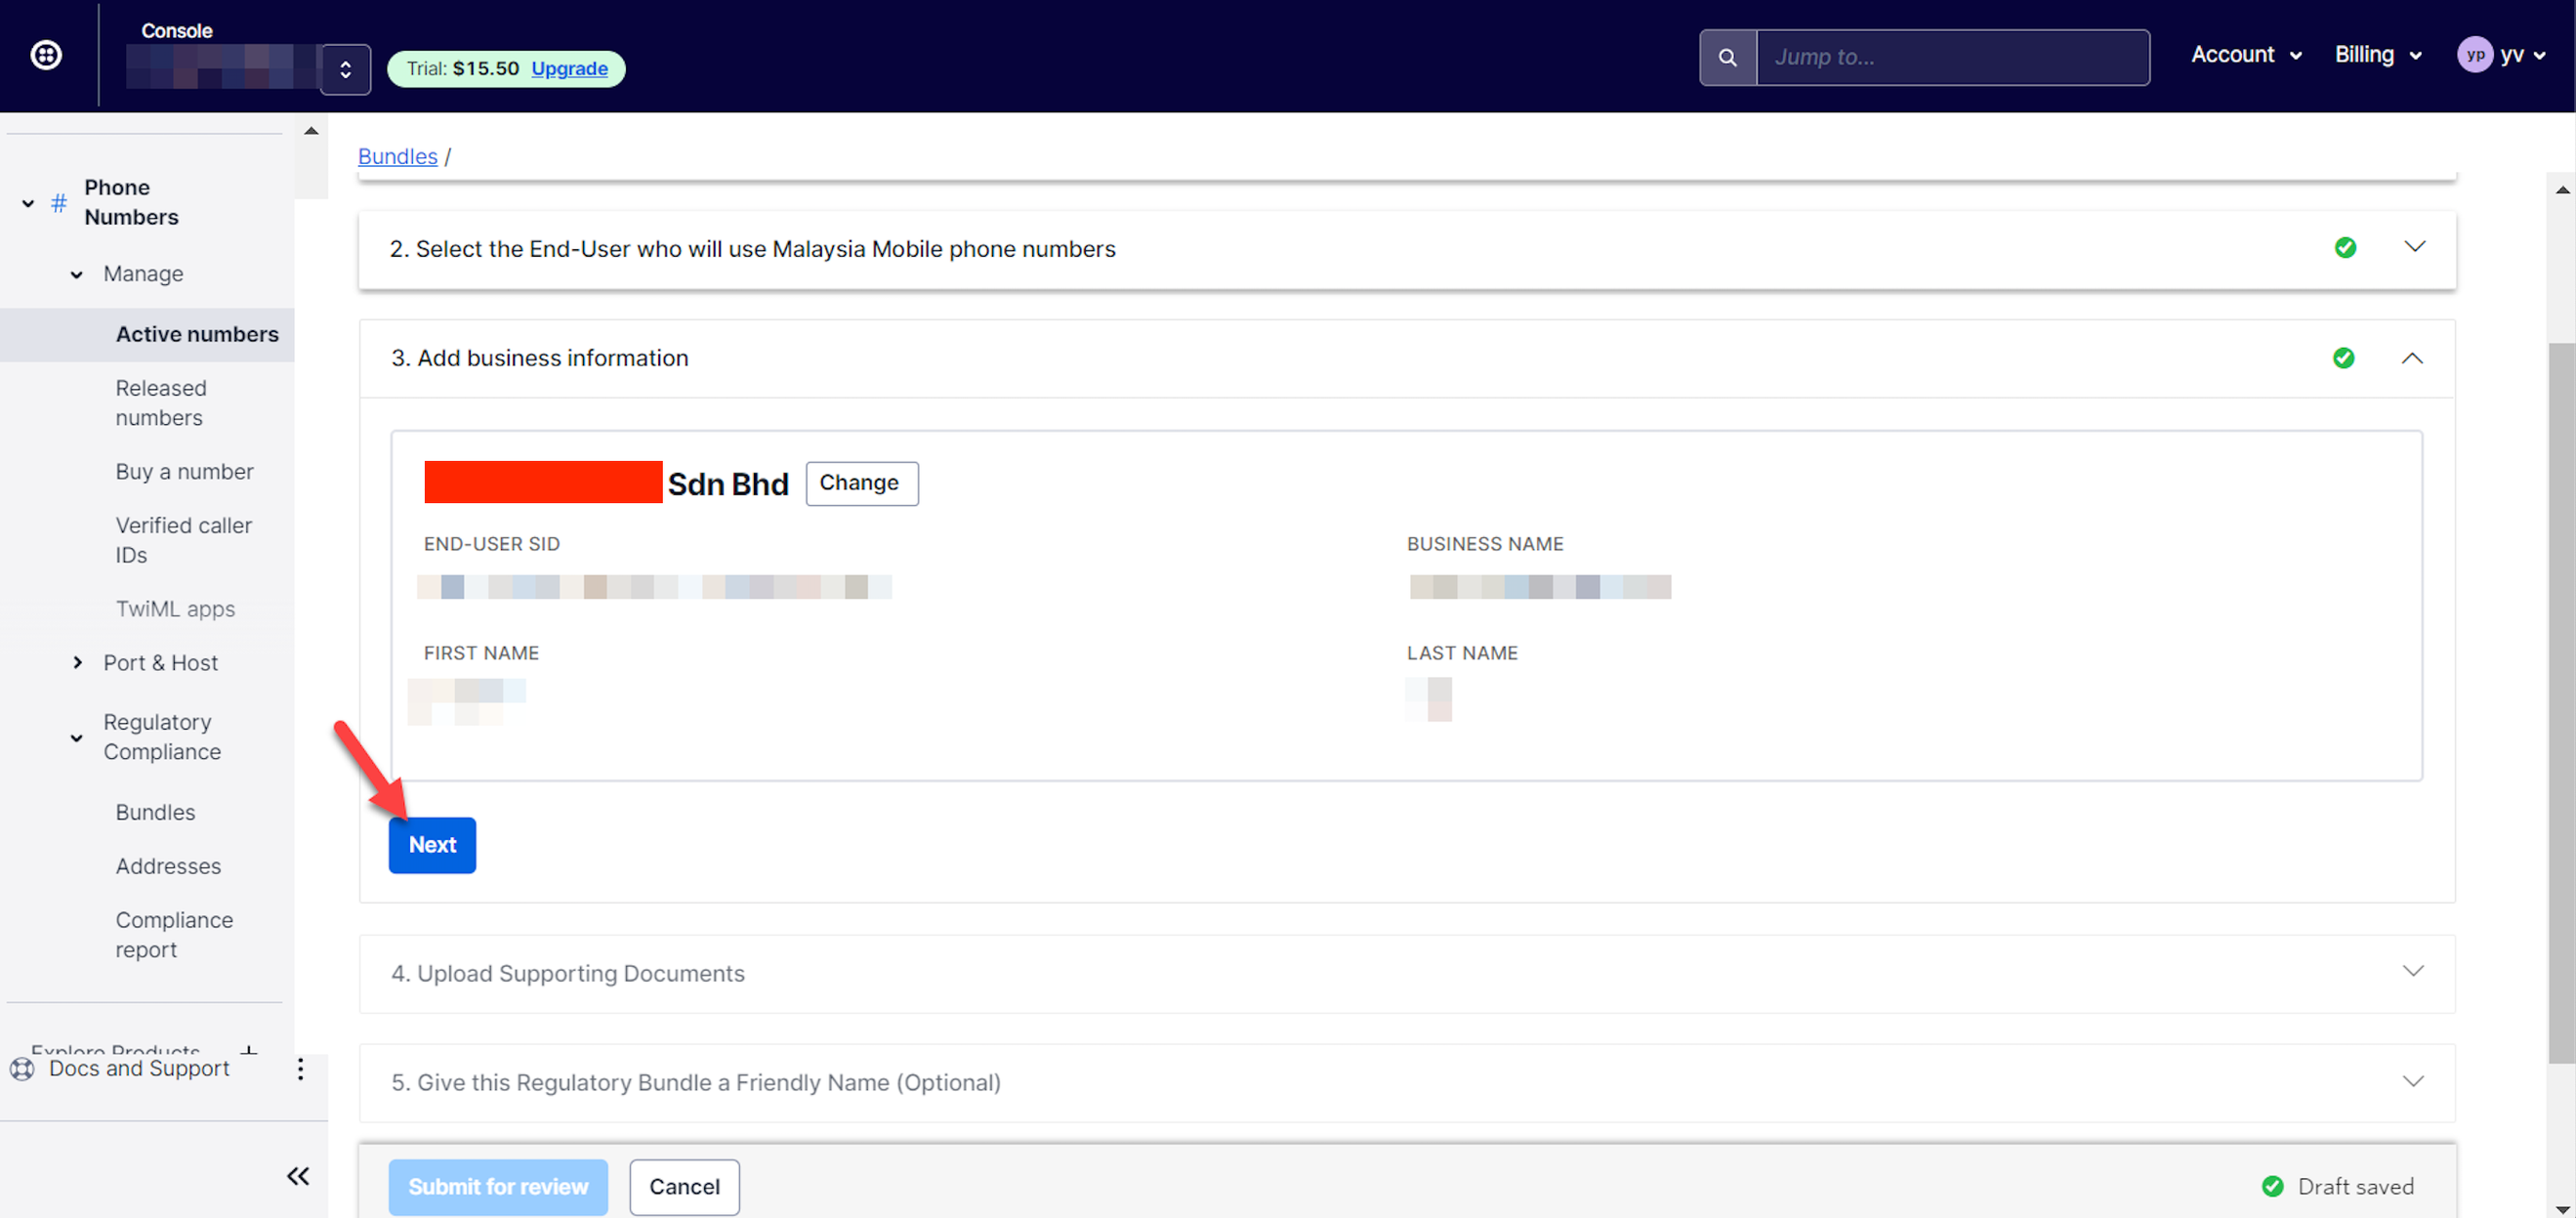 Console
Trial: $15.50 Upgrade
Jump to...
Account
Billing
yp yv
Phone
Numbers
Manage
Active numbers
Released
numbers
Buy a number
Verified caller
IDs
TwiML apps
Port & Host
Regulatory
Compliance
Bundles
Addresses
Compliance
report
Explore Products
Docs and Support
Bundles /
2. Select the End-User who will use Malaysia Mobile phone numbers
3. Add business information
Sdn Bhd Change
END-USER SID
BUSINESS NAME
FIRST NAME
LAST NAME
Next
4. Upload Supporting Documents
5. Give this Regulatory Bundle a Friendly Name (Optional)
Submit for review Cancel
Draft saved